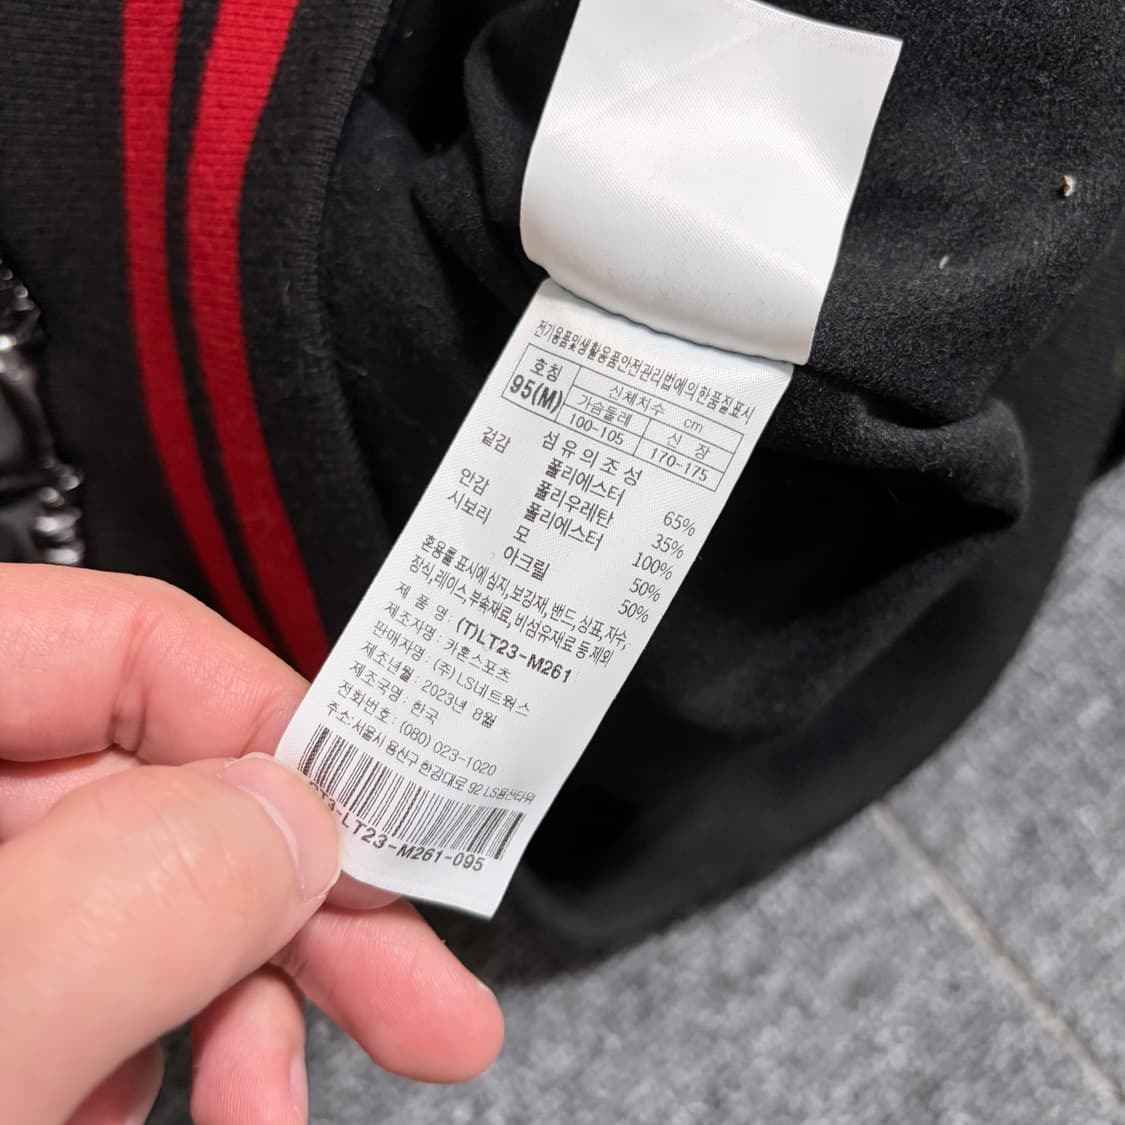 전기용품및생활용품안전관리법에의한품질표시
호칭 신체치수 cm
95(M) 가슴둘레 신 장
100-105 170-175
섬유의조성
겉감 폴리에스터 65%
폴리우레탄 35%
안감 폴리에스터 100%
시보리 모 50%
아크릴 50%
혼용률 표시에 심지, 보강재, 밴드, 상표, 자수,
장식, 레이스, 부속재료, 비섬유재료 등 제외
제 품 명 : (T)LT23-M261
제조자명 : 카훈스포츠
판매자명 : (주)LS네트웍스
제조년월 : 2023년 8월
제조국명 : 한국
전화번호 : (080) 023-1020
주소:서울시 용산구 한강대로 92 LS용산타워
LT23-M261-095